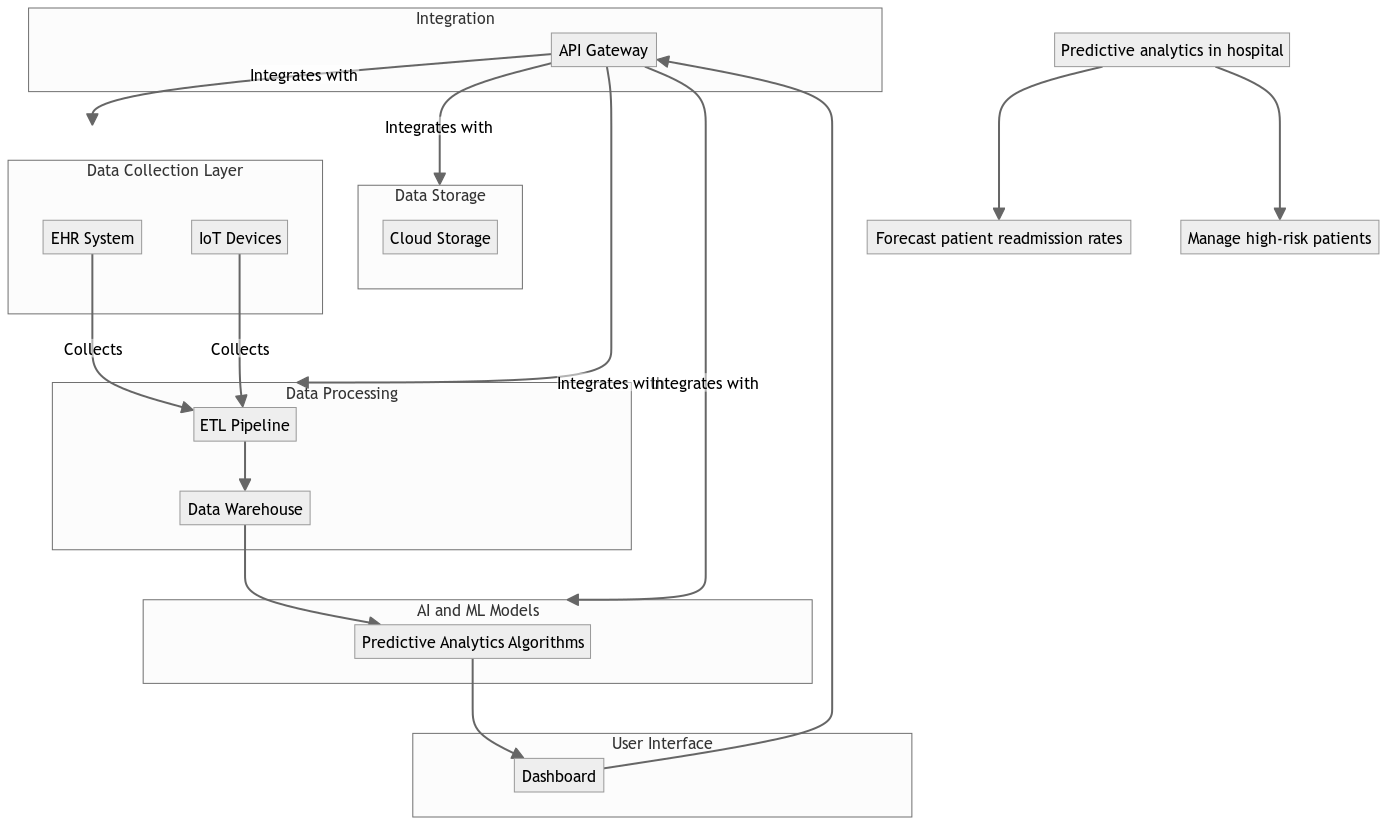 Integration
API Gateway
Predictive analytics in hospital
Integrates with
Integrates with
Data Collection Layer
Data Storage
EHR System
IoT Devices
Cloud Storage
Forecast patient readmission rates
Manage high-risk patients
Collects
Collects
Integrates with
Integrates with
Data Processing
ETL Pipeline
Data Warehouse
AI and ML Models
Predictive Analytics Algorithms
User Interface
Dashboard